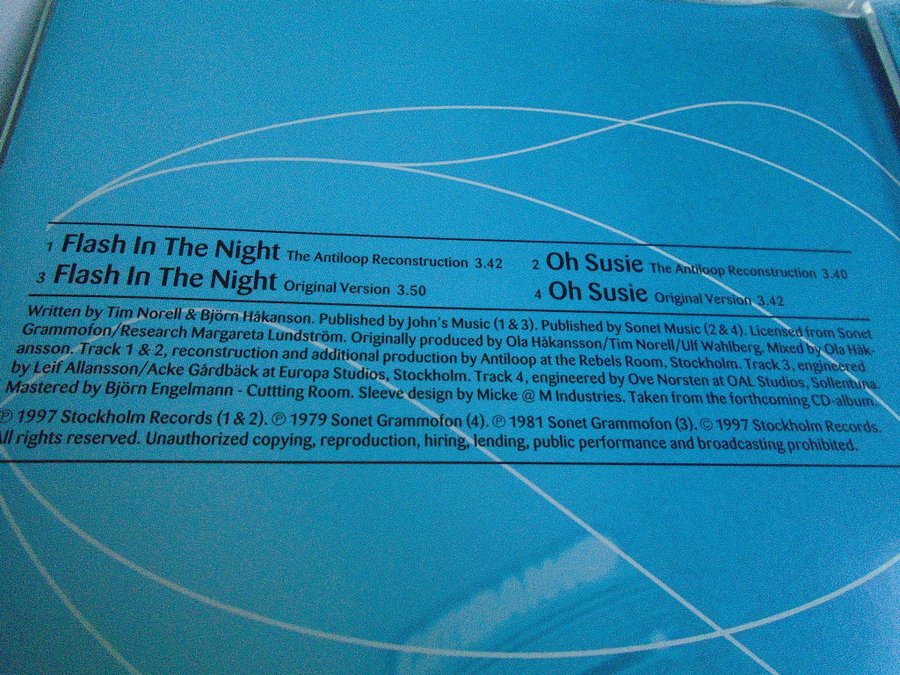 1 Flash In The Night The Antiloop Reconstruction 3.42 2 Oh Susie The Antiloop Reconstruction 3.40
3 Flash In The Night Original Version 3.50 4 Oh Susie Original Version 3.42
Written by Tim Norell & Björn Håkanson. Published by John's Music (1 & 3). Published by Sonet Music (2 & 4). Licensed from Sonet
Grammofon/Research Margareta Lundström. Originally produced by Ola Håkansson/Tim Norell/Ulf Wahlberg, Mixed by Ola Håk-
ansson. Track 1 & 2, reconstruction and additional production by Antiloop at the Rebels Room, Stockholm. Track 3, engineered
by Leif Allansson/Acke Gårdbäck at Europa Studios, Stockholm. Track 4, engineered by Ove Norsten at OAL Studios, Sollentuna.
Mastered by Björn Engelmann - Cuttting Room. Sleeve design by Micke @ M Industries. Taken from the forthcoming CD-album
℗ 1997 Stockholm Records (1 & 2). ℗ 1979 Sonet Grammofon (4). ℗ 1981 Sonet Grammofon (3). © 1997 Stockholm Records.
All rights reserved. Unauthorized copying, reproduction, hiring, lending, public performance and broadcasting prohibited.